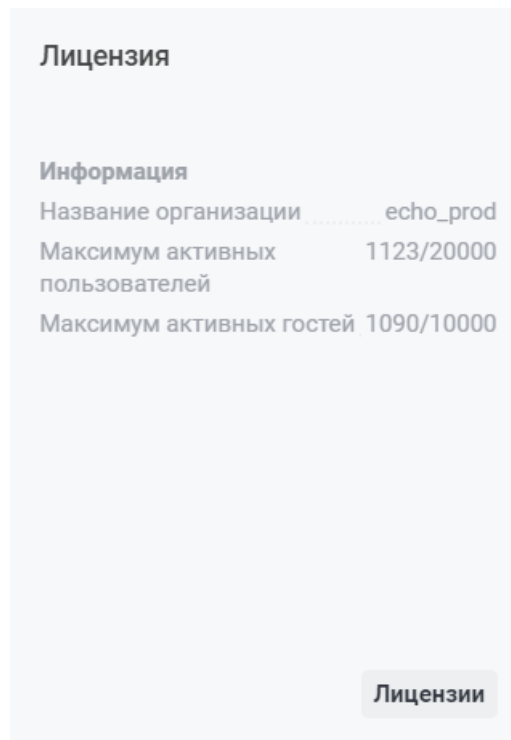 Лицензия
Информация
Название организации echo_prod
Максимум активных 1123/20000
пользователей
Максимум активных гостей 1090/10000
Лицензии